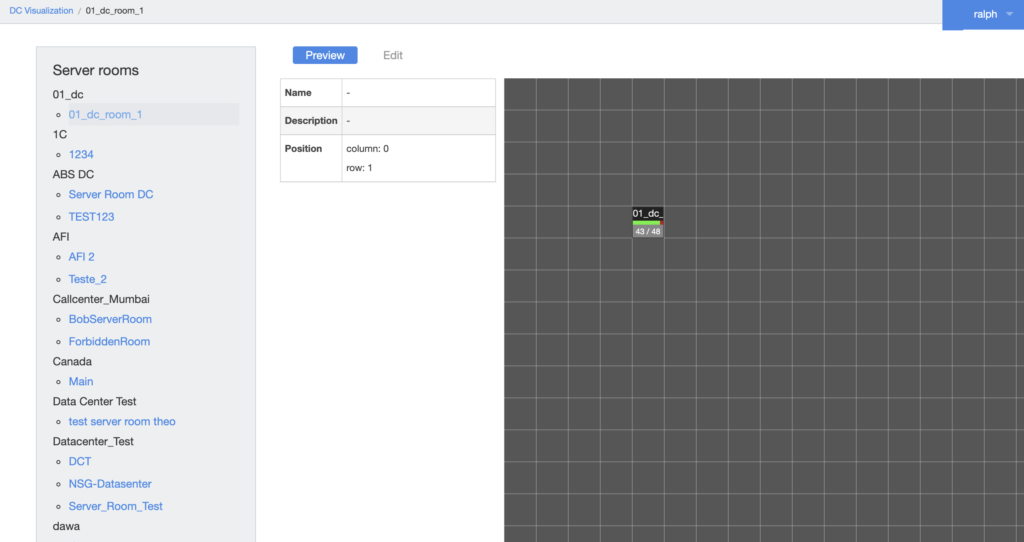 DC Visualization / 01_dc_room_1
ralph
Server rooms
01_dc
01_dc_room_1
1C
1234
ABS DC
Server Room DC
TEST123
AFI
AFI 2
Teste_2
Callcenter_Mumbai
BobServerRoom
ForbiddenRoom
Canada
Main
Data Center Test
test server room theo
Datacenter_Test
DCT
NSG-Datasenter
Server_Room_Test
dawa
Preview Edit
Name -
Description -
Position column: 0
row: 1
01_dc_
43 / 48